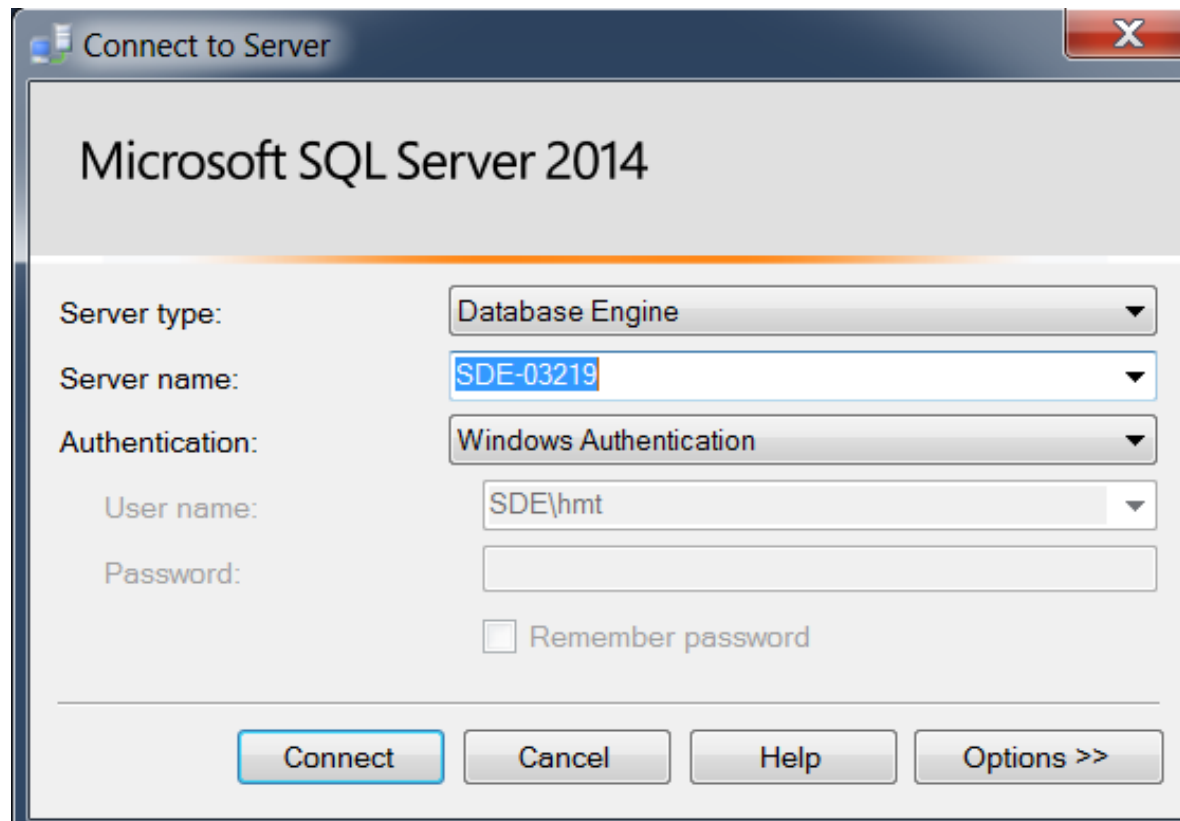 Connect to Server
Microsoft SQL Server 2014
Server type: Database Engine
Server name: SDE-03219
Authentication: Windows Authentication
User name: SDE\hmt
Password:
Remember password
Connect Cancel Help Options >>